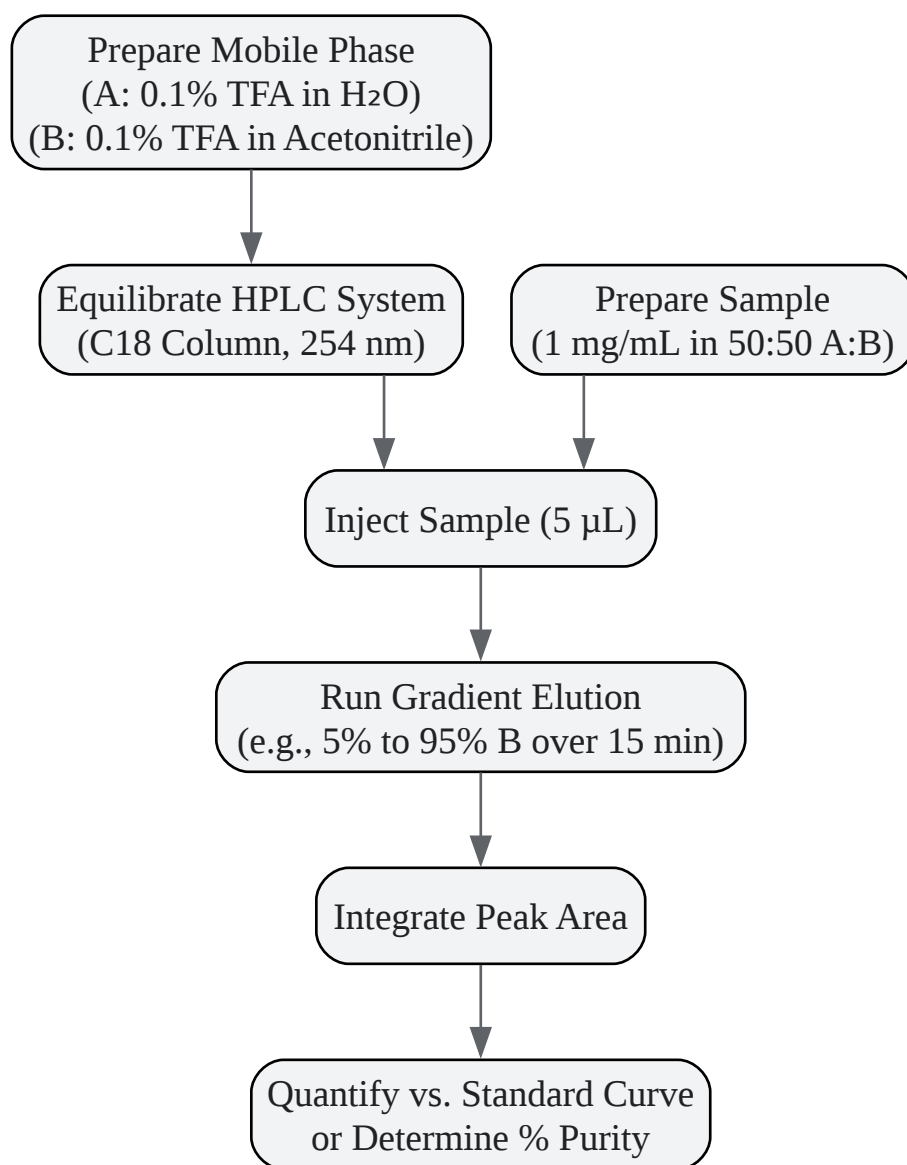 Prepare Mobile Phase
(A: 0.1% TFA in H₂O)
(B: 0.1% TFA in Acetonitrile)
Equilibrate HPLC System
(C18 Column, 254 nm)
Prepare Sample
(1 mg/mL in 50:50 A:B)
Inject Sample (5 µL)
Run Gradient Elution
(e.g., 5% to 95% B over 15 min)
Integrate Peak Area
Quantify vs. Standard Curve
or Determine % Purity